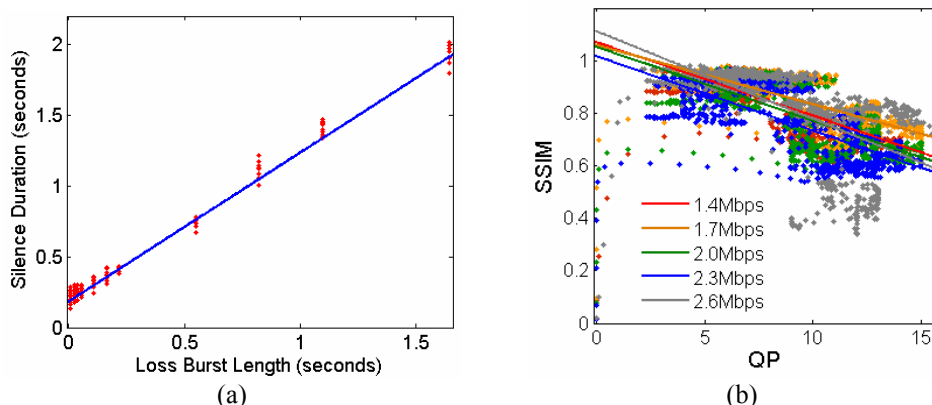 2
1.5
1
0.5
0
Silence Duration (seconds)
0
0.5
1
1.5
Loss Burst Length (seconds)
(a)
1
0.8
0.6
0.4
0.2
0
SSIM
1.4Mbps
1.7Mbps
2.0Mbps
2.3Mbps
2.6Mbps
0
5
10
15
QP
(b)